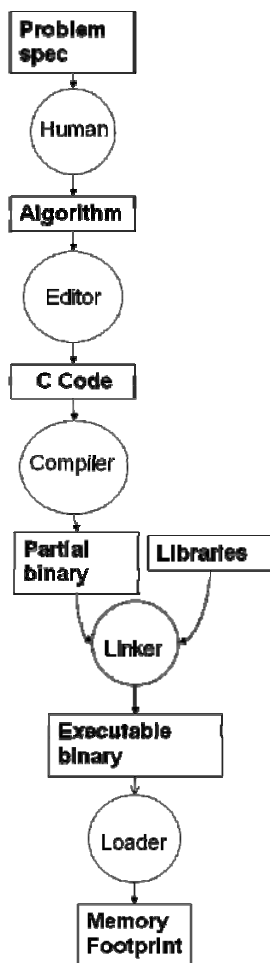 Problem
spec
Human
Algorithm
Editor
C Code
Compiler
Partial
binary
Libraries
Linker
Executable
binary
Loader
Memory
Footprint